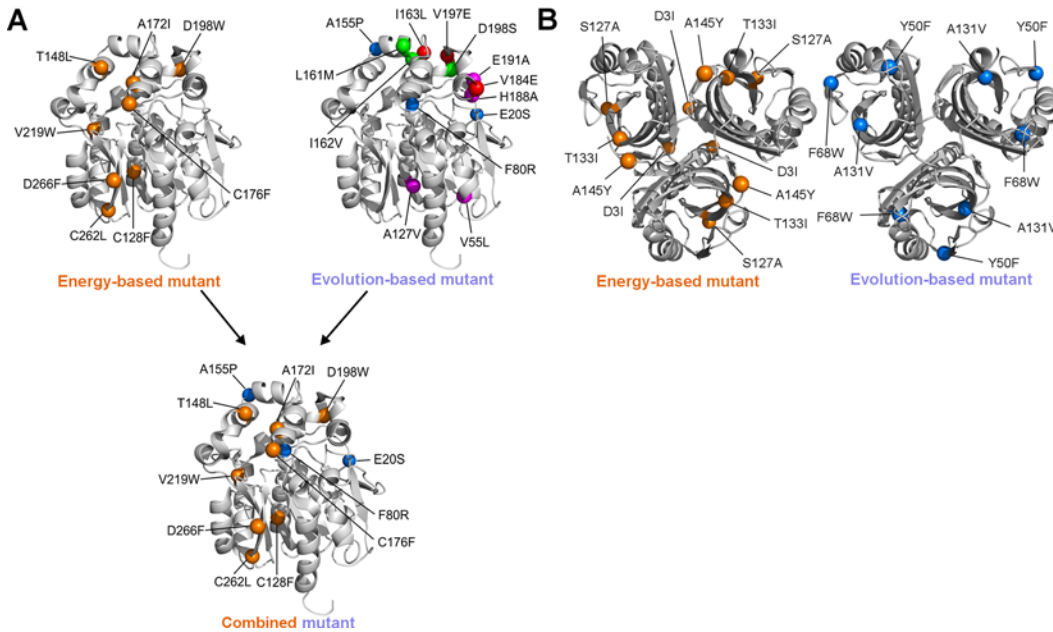 A
A172I
D198W
T148L
V219W
D266F
C262L
C128F
C176F
Energy-based mutant
A155P
I163L
V197E
D198S
L161M
E191A
V184E
H188A
E20S
I162V
F80R
A127V
V55L
Evolution-based mutant
A155P
A172I
D198W
T148L
E20S
V219W
F80R
D266F
C176F
C262L
C128F
Combined mutant
B
S127A
D3I
A145Y
T133I
S127A
T133I
A145Y
D3I
D3I
A145Y
T133I
S127A
Energy-based mutant
Y50F
A131V
Y50F
F68W
A131V
F68W
F68W
A131V
Y50F
Evolution-based mutant